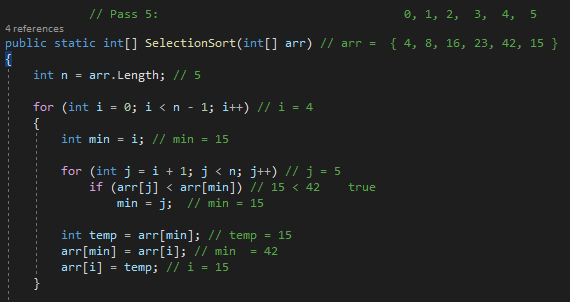 // Pass 5: 0, 1, 2, 3, 4, 5
4 references
public static int[] SelectionSort(int[] arr) // arr = { 4, 8, 16, 23, 42, 15 }
{
int n = arr.Length; // 5
for (int i = 0; i < n - 1; i++) // i = 4
{
int min = i; // min = 15
for (int j = i + 1; j < n; j++) // j = 5
if (arr[j] < arr[min]) // 15 < 42 true
min = j; // min = 15
int temp = arr[min]; // temp = 15
arr[min] = arr[i]; // min = 42
arr[i] = temp; // i = 15
}